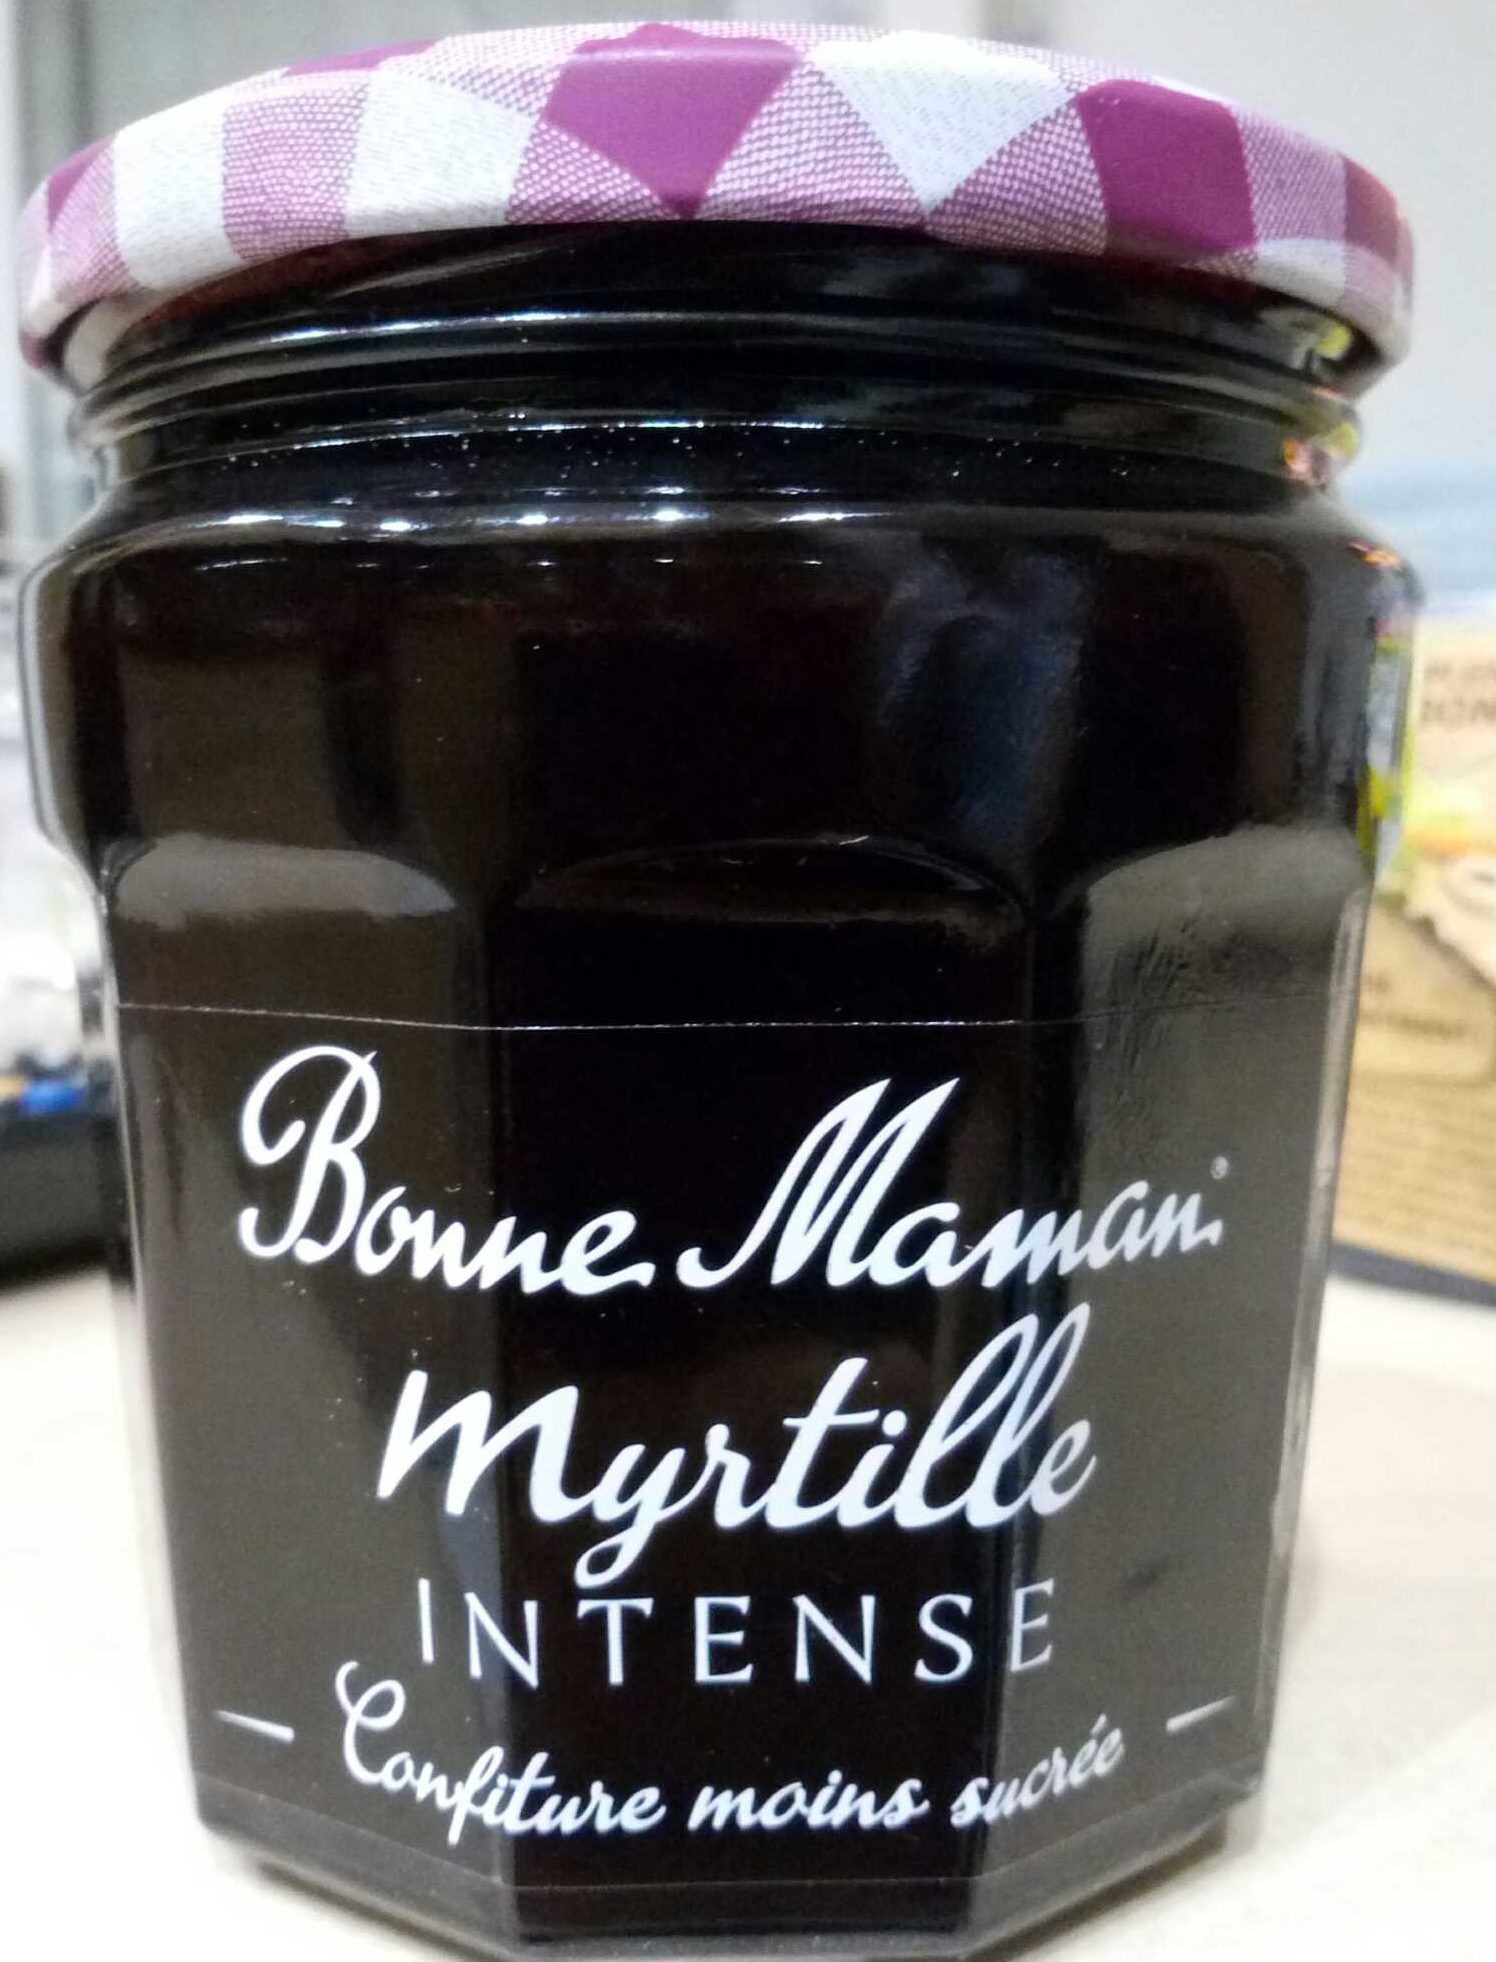 Bonne Maman
Myrtille
INTENSE
Confiture moins sucrée